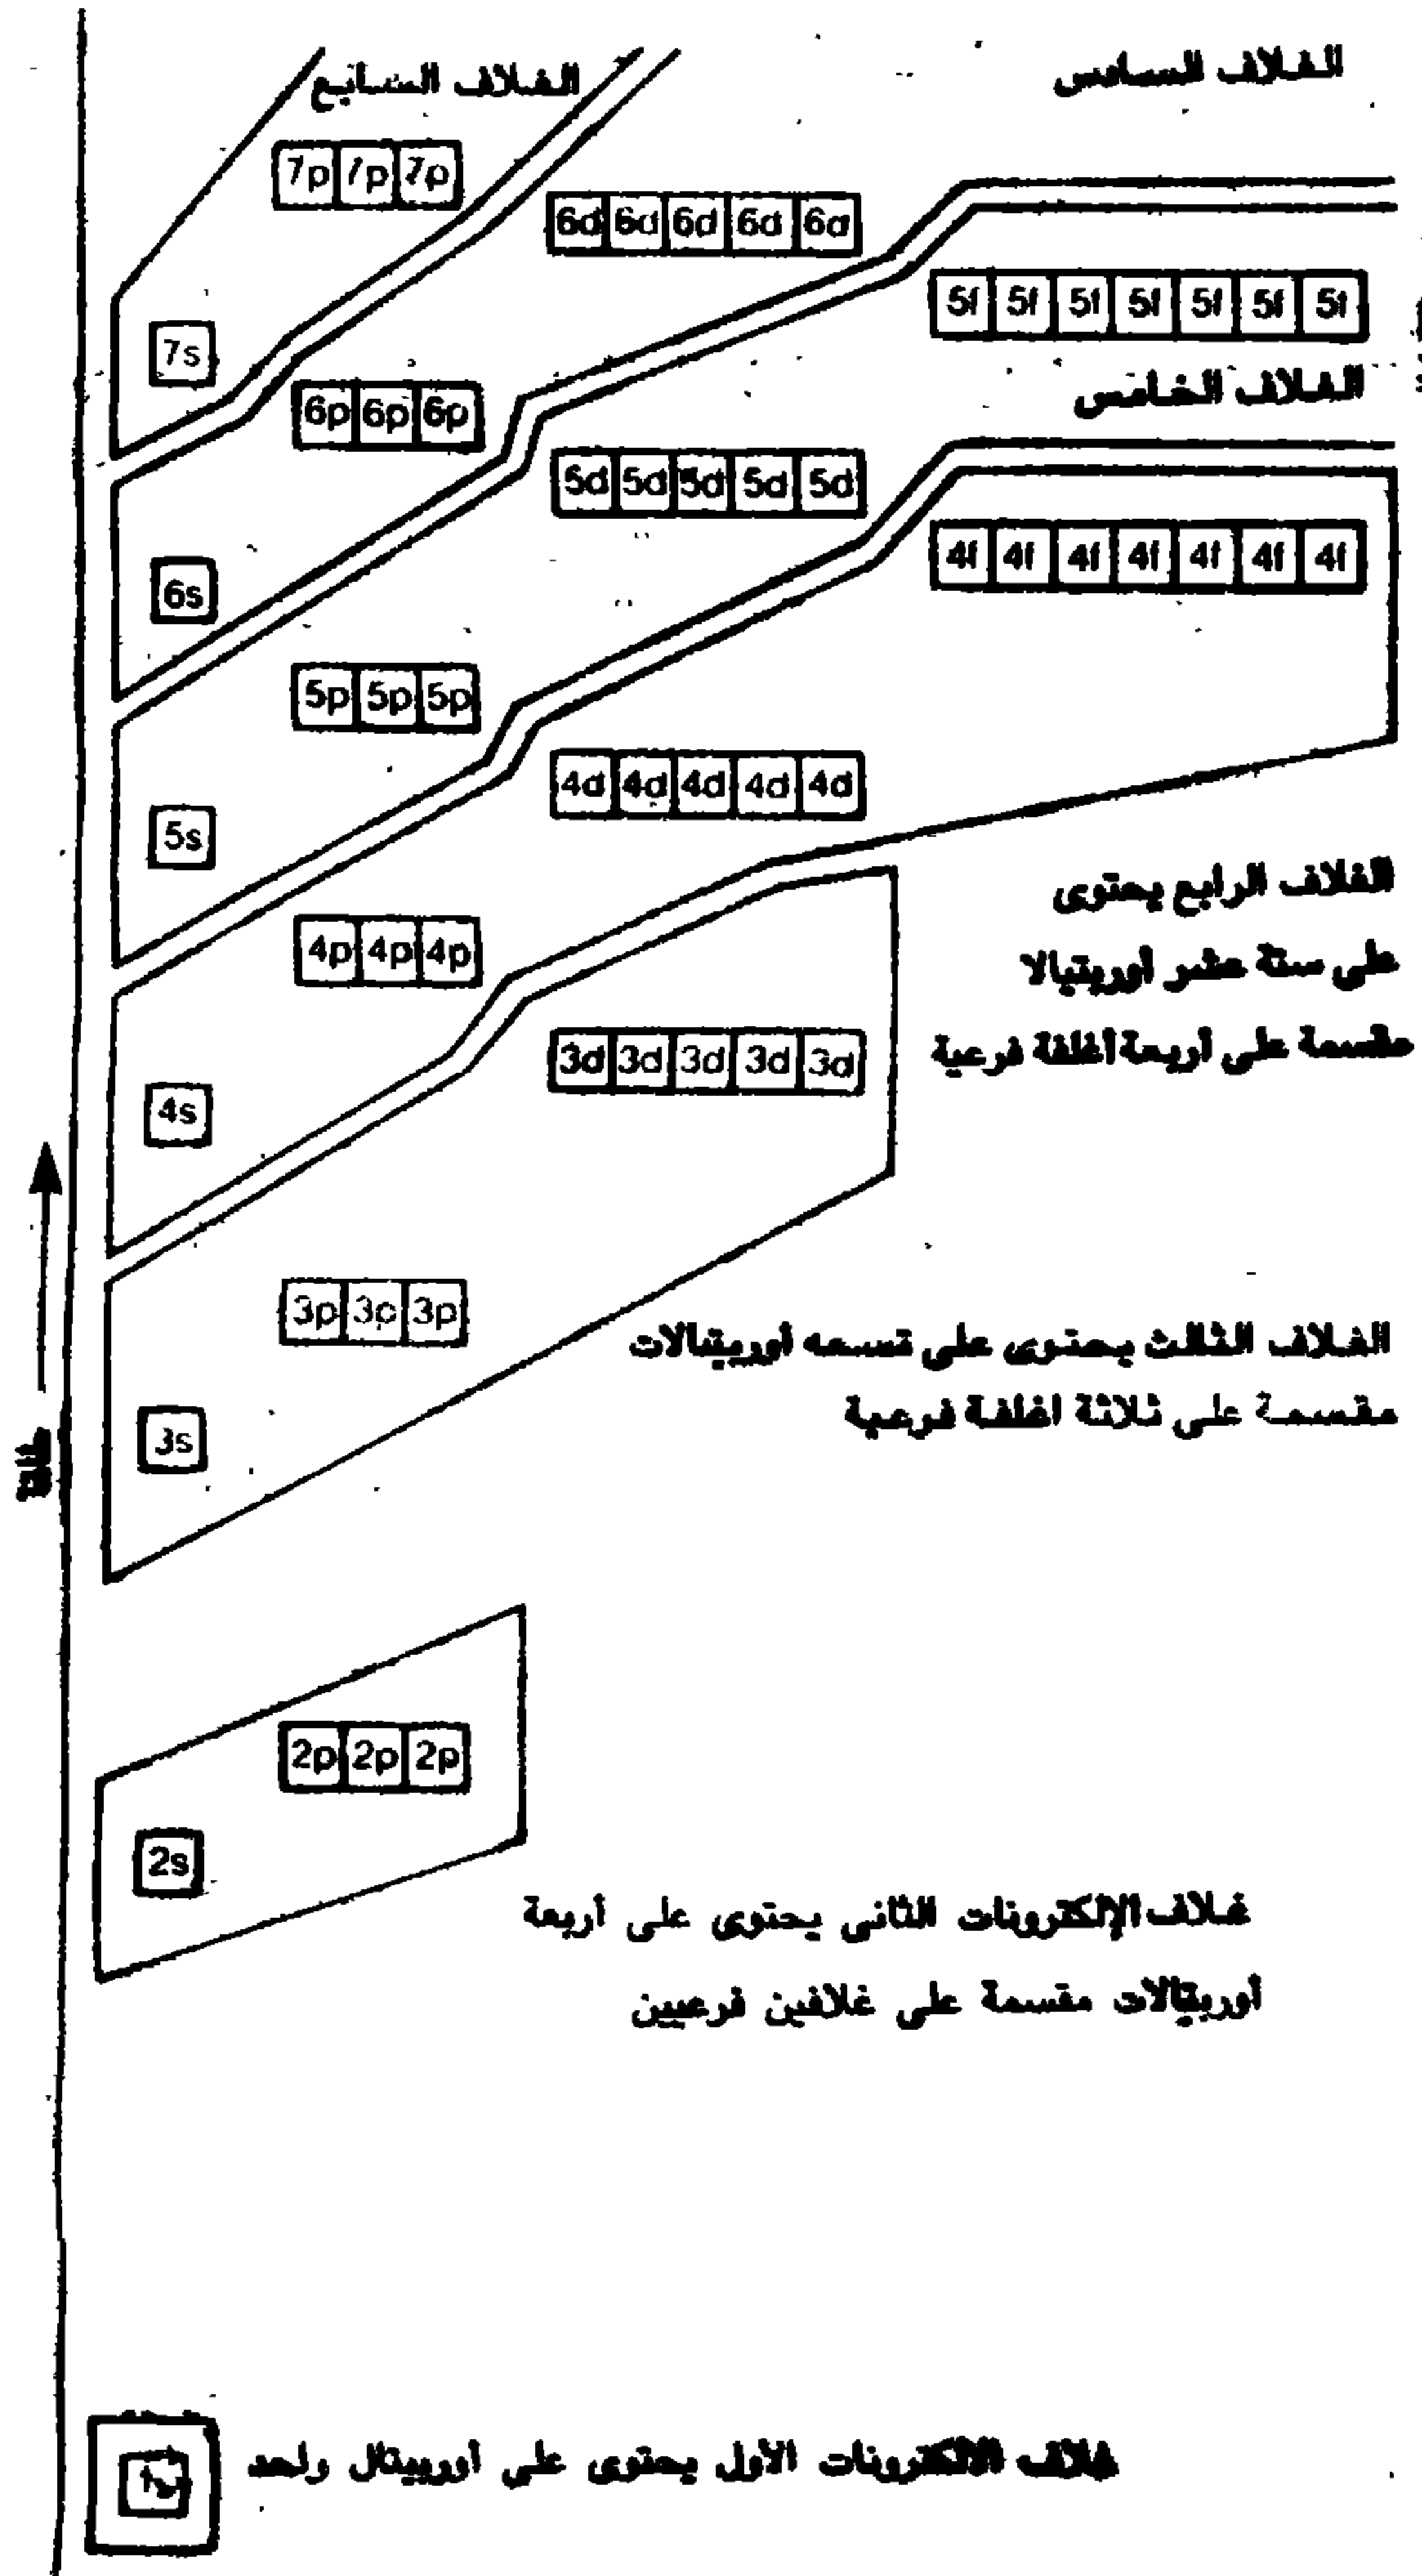 الغلاف السادس
الغلاف السابع
7p 7p 7p
6d 6d 6d 6d 6d
5f 5f 5f 5f 5f 5f 5f
7s
الغلاف الخامس
6p 6p 6p
5d 5d 5d 5d 5d
4f 4f 4f 4f 4f 4f 4f
6s
5p 5p 5p
4d 4d 4d 4d 4d
5s
الغلاف الرابع يحتوى
على ستة عشر أوربتيالا
مقسمة على أربعة أغلفة فرعية
4p 4p 4p
3d 3d 3d 3d 3d
4s
3p 3p 3p
الغلاف الثالث يحتوى على تسعه أوربتيالات
مقسمة على ثلاثة اغلفة فرعية
3s
طاقة
2p 2p 2p
2s
غلاف الإلكترونات الثانى يحتوى على أربعة
أوربتيالات مقسمة على غلافين فرعيين
غلاف الالكترونات الأول يحتوى على أوربيتال واحد